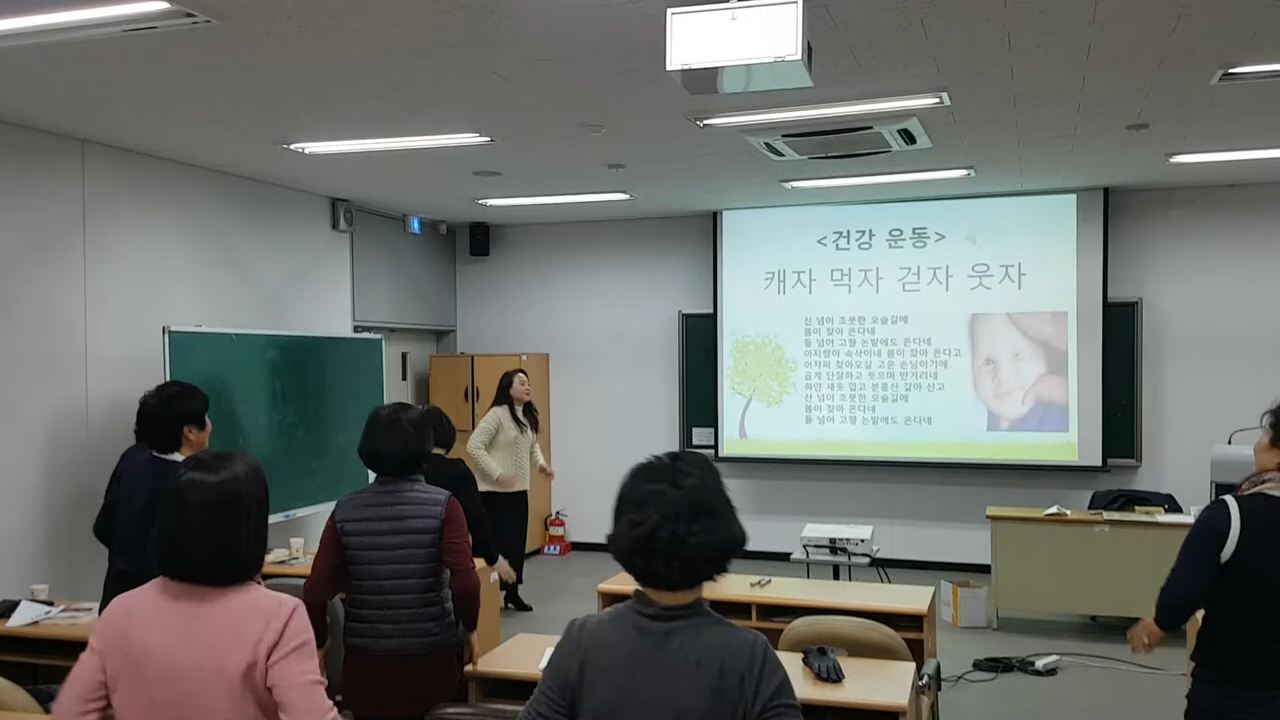 <건강 운동>
캐자 먹자 걷자 웃자
산 넘어 조붓한 오솔길에
봄이 찾아 온다네
들 넘어 고향 논밭에도 온다네
아지랑이 속삭이네 봄이 찾아 온다고
어차피 찾아오실 고운 손님이기에
곱게 단장하고 웃으며 반기려네
하얀 새옷 입고 분홍신 갈아 신고
산 넘어 조붓한 오솔길에
봄이 찾아 온다네
들 넘어 고향 논밭에도 온다네